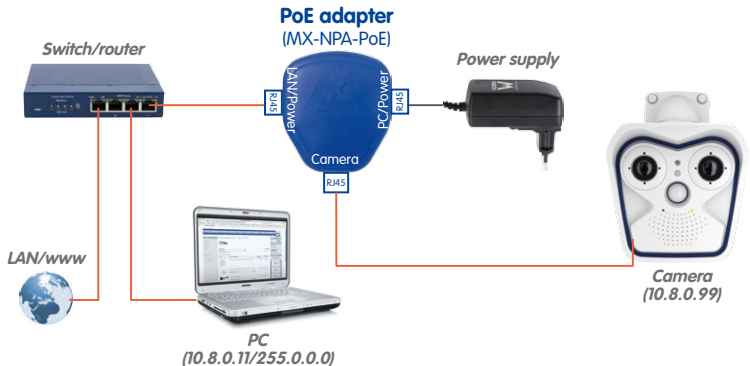 PoE adapter
(MX-NPA-PoE)
Switch/router
Power supply
LAN/Power
PC/Power
RJ45
RJ45
Camera
RJ45
LAN/www
Camera
(10.8.0.99)
PC
(10.8.0.11/255.0.0.0)